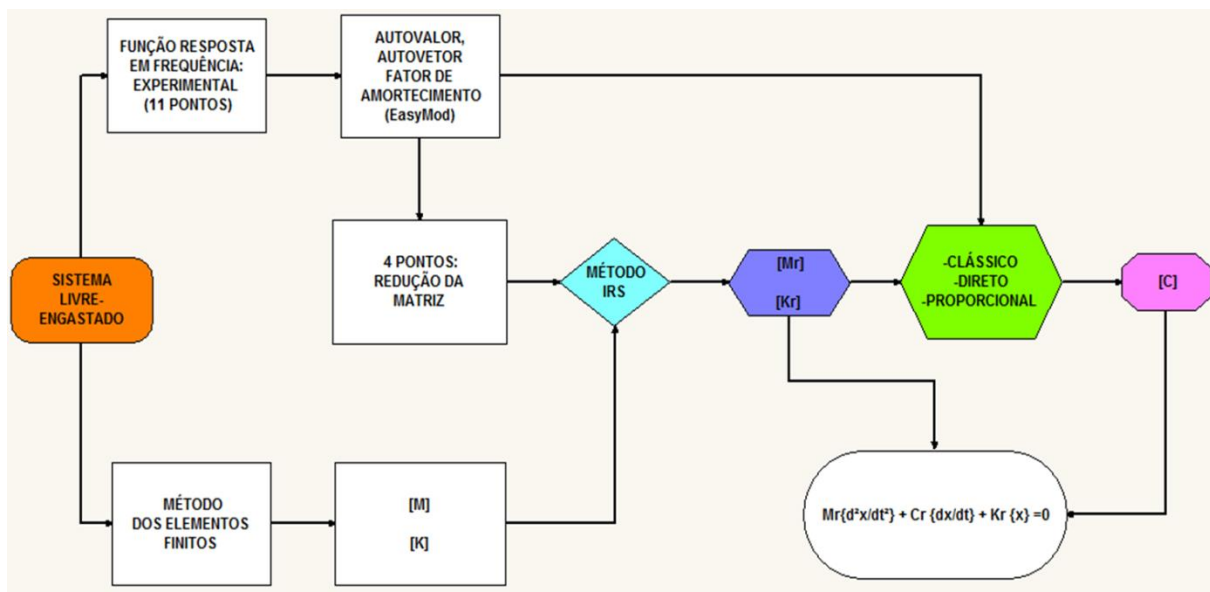 FUNÇÃO RESPOSTA
EM FREQUÊNCIA:
EXPERIMENTAL
(11 PONTOS)
AUTOVALOR,
AUTOVETOR
FATOR DE
AMORTECIMENTO
(EasyMod)
SISTEMA
LIVRE-
ENGASTADO
4 PONTOS:
REDUÇÃO DA
MATRIZ
MÉTODO
IRS
[Mr]
[Kr]
-CLÁSSICO
-DIRETO
-PROPORCIONAL
[C]
MÉTODO
DOS ELEMENTOS
FINITOS
[M]
[K]
Mr{d²x/dt²} + Cr {dx/dt} + Kr {x} =0